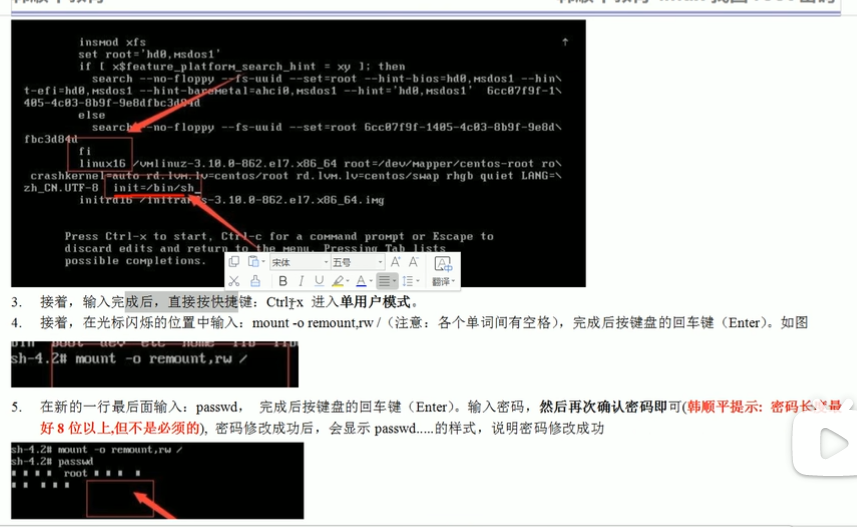 insmod xfs
set root='hd0,msdos1'
if [ x$feature_platform_search_hint = xy ]; then
search --no-floppy --fs-uuid --set=root --hint-bios=hd0,msdos1 --hin\
t-efi=hd0,msdos1 --hint-baremetal=ahci0,msdos1 --hint='hd0,msdos1' 6cc07f9f-1\
405-4c03-8b9f-9e8dfbc3d84d
else
search --no-floppy --fs-uuid --set=root 6cc07f9f-1405-4c03-8b9f-9e8d\
fbc3d84d
fi
linux16 /vmlinuz-3.10.0-862.el7.x86_64 root=/dev/mapper/centos-root ro\
crashkernel=auto rd.lvm.lv=centos/root rd.lvm.lv=centos/swap rhgb quiet LANG=\
zh_CN.UTF-8 init=/bin/sh_
initrd16 /initramfs-3.10.0-862.el7.x86_64.img
Press Ctrl-x to start, Ctrl-c for a command prompt or Escape to
discard edits and return to the menu. Pressing Tab lists
possible completions.
宋体 五号 A A
B I U A 翻译
3. 接着，输入完成后，直接按快捷键：Ctrl+x 进入单用户模式。
4. 接着，在光标闪烁的位置中输入：mount -o remount,rw /（注意：各个单词间有空格），完成后按键盘的回车键（Enter）。如图
sh-4.2# mount -o remount,rw /
5. 在新的一行最后面输入：passwd， 完成后按键盘的回车键（Enter）。输入密码，然后再次确认密码即可(韩顺平提示: 密码长度最
好 8 位以上,但不是必须的), 密码修改成功后，会显示 passwd.....的样式，说明密码修改成功
sh-4.2# mount -o remount,rw /
sh-4.2# passwd
root